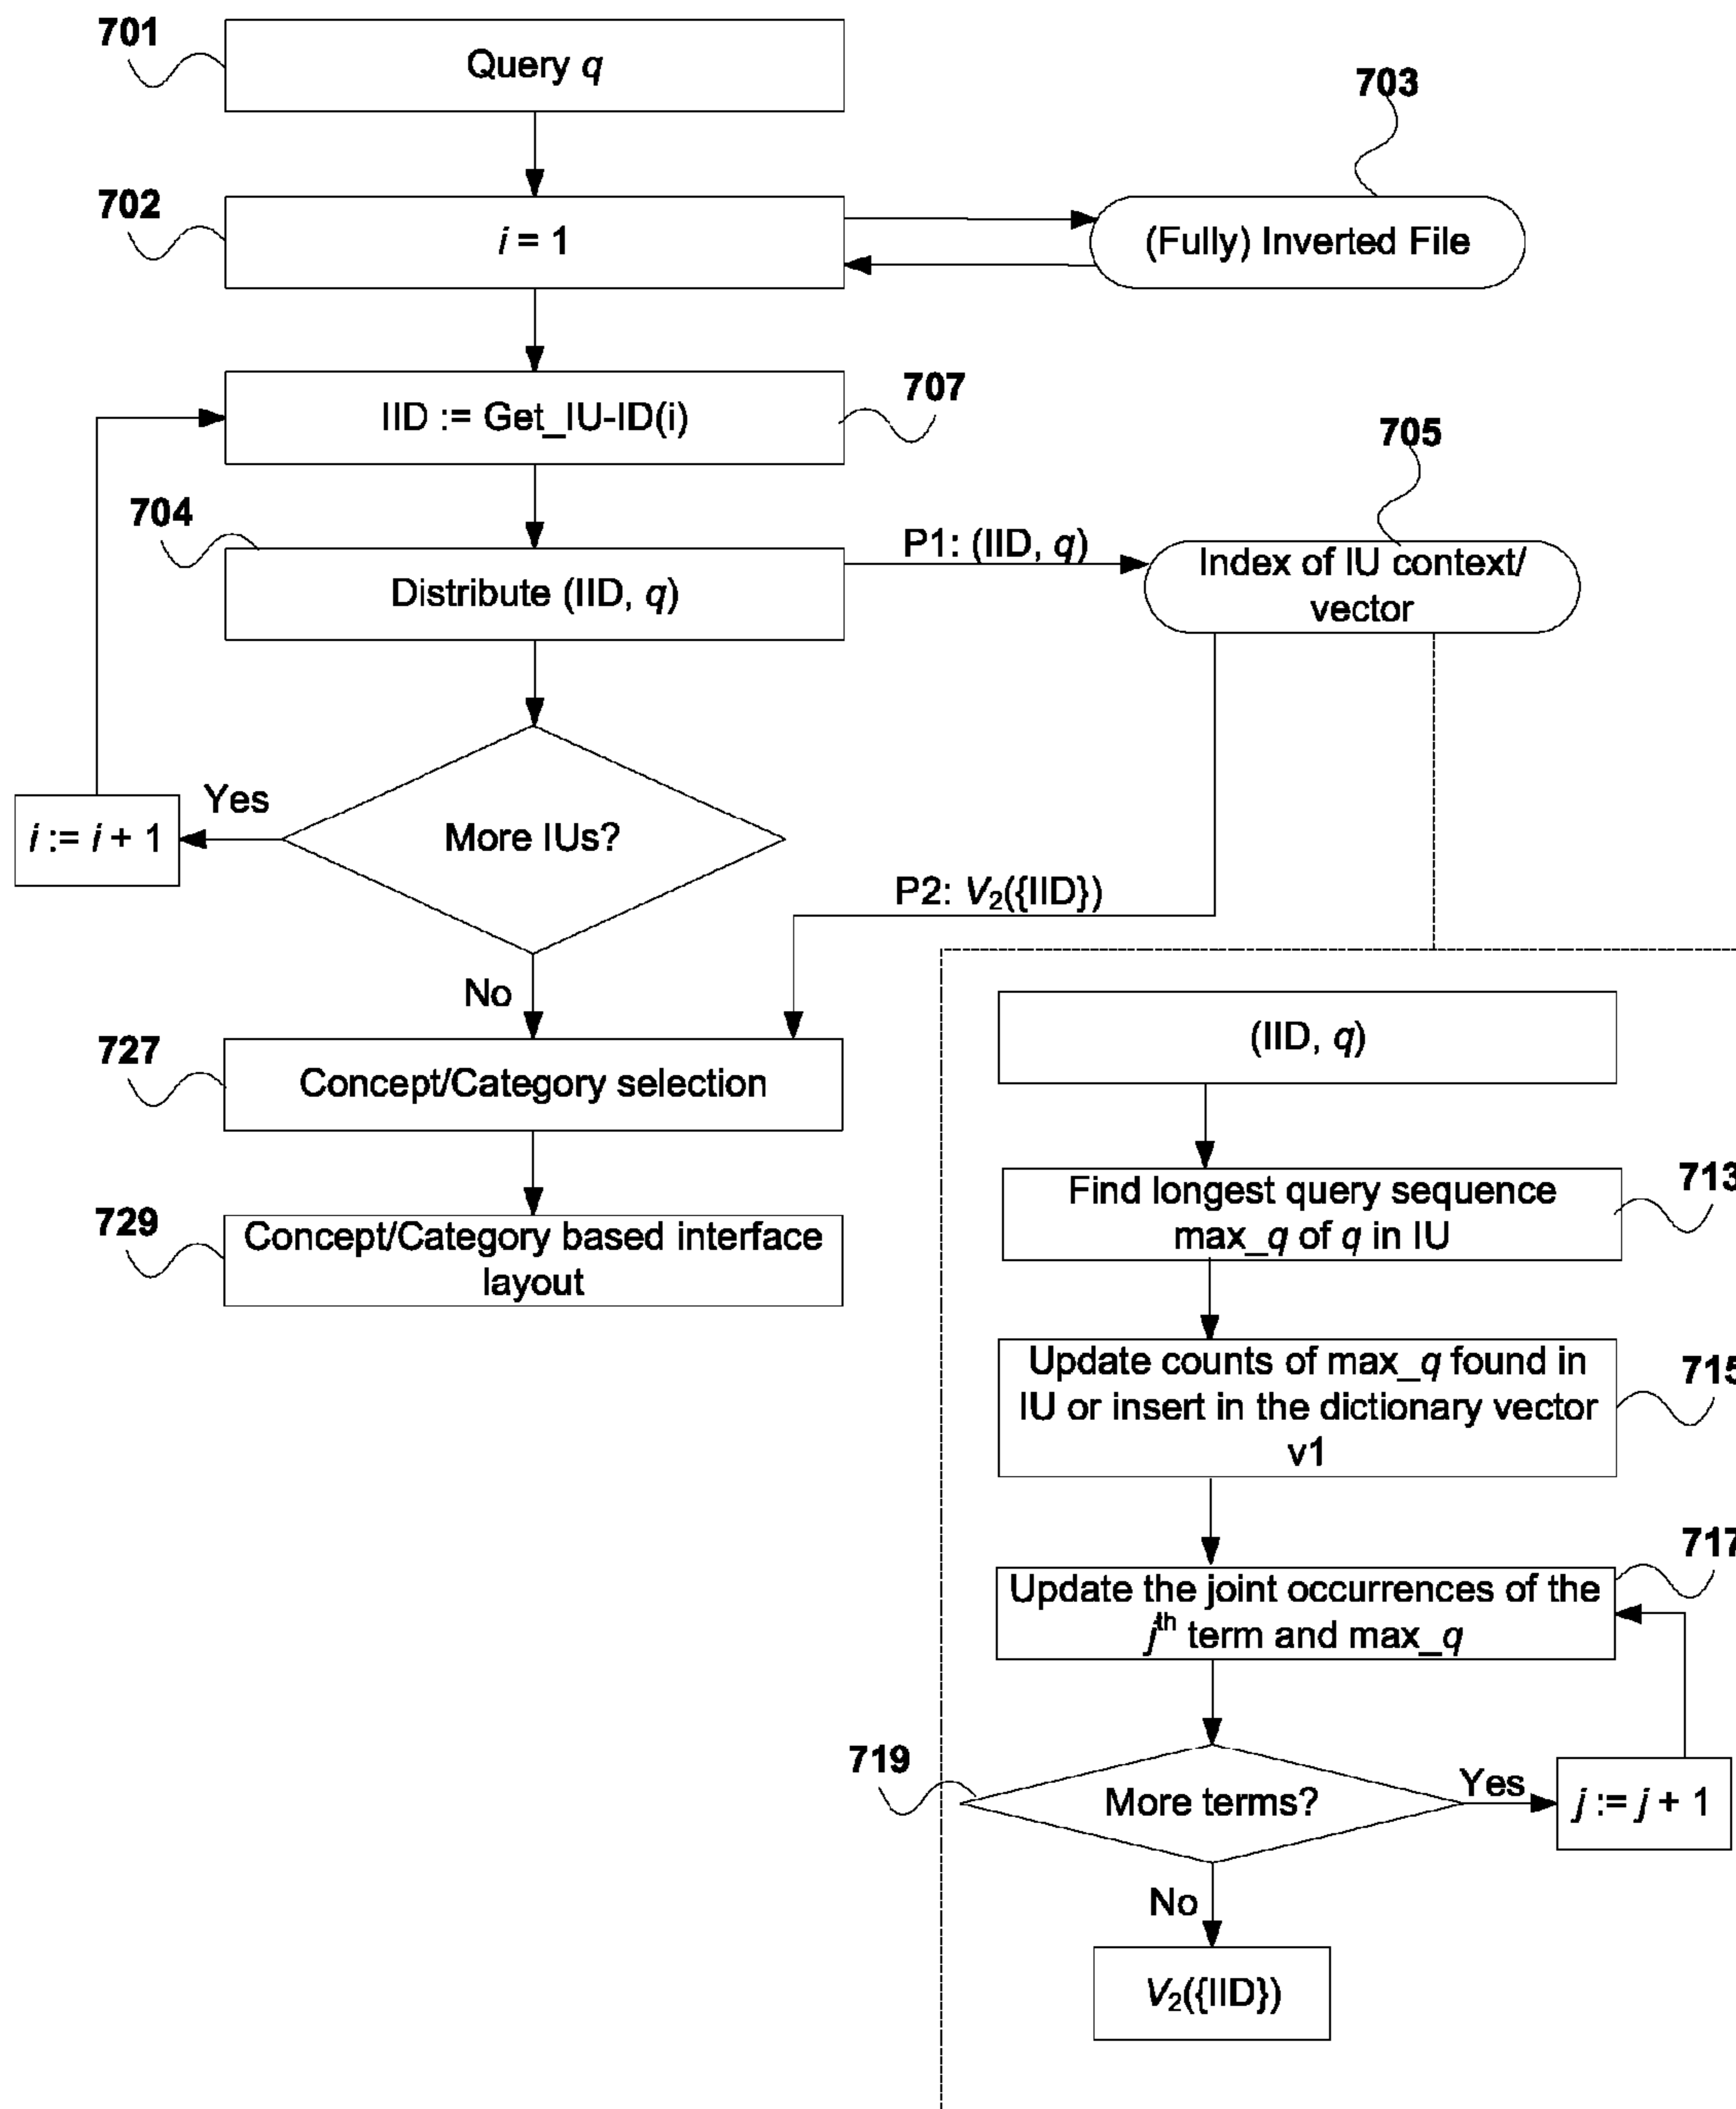 701
Query q
703
702
i = 1
(Fully) Inverted File
IID := Get_IU-ID(i)
707
705
704
Distribute (IID, q)
P1: (IID, q)
Index of IU context/
vector
Yes
i := i + 1
More IUs?
P2: V₂({IID})
No
727
Concept/Category selection
729
Concept/Category based interface
layout
(IID, q)
Find longest query sequence
max_q of q in IU
713
Update counts of max_q found in
IU or insert in the dictionary vector
v1
715
717
Update the joint occurrences of the
jth term and max_q
719
More terms?
Yes
j := j + 1
No
V₂({IID})